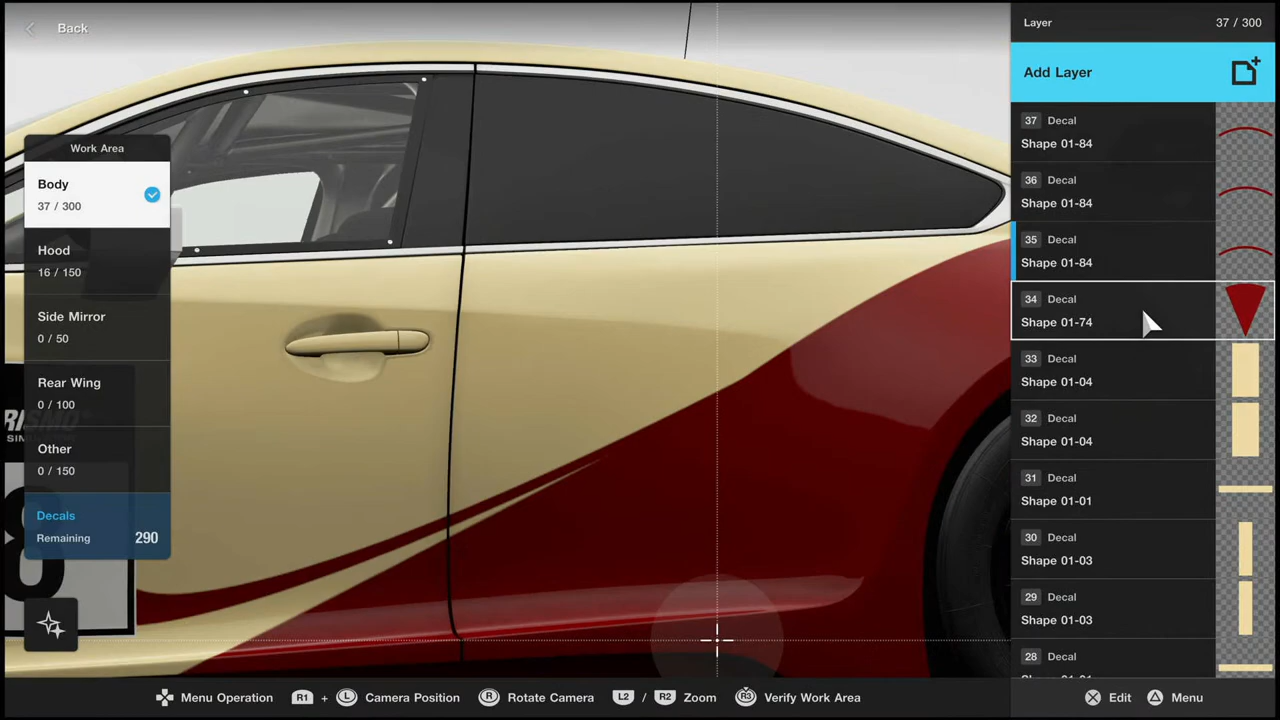 Back
Work Area
Body
37 / 300
Hood
16 / 150
Side Mirror
0 / 50
Rear Wing
0 / 100
Other
0 / 150
Decals
Remaining 290
8
Layer 37 / 300
Add Layer
37 Decal
Shape 01-84
36 Decal
Shape 01-84
35 Decal
Shape 01-84
34 Decal
Shape 01-74
33 Decal
Shape 01-04
32 Decal
Shape 01-04
31 Decal
Shape 01-01
30 Decal
Shape 01-03
29 Decal
Shape 01-03
28 Decal
Menu Operation R1 + L Camera Position R Rotate Camera L2 / R2 Zoom R3 Verify Work Area Edit Menu